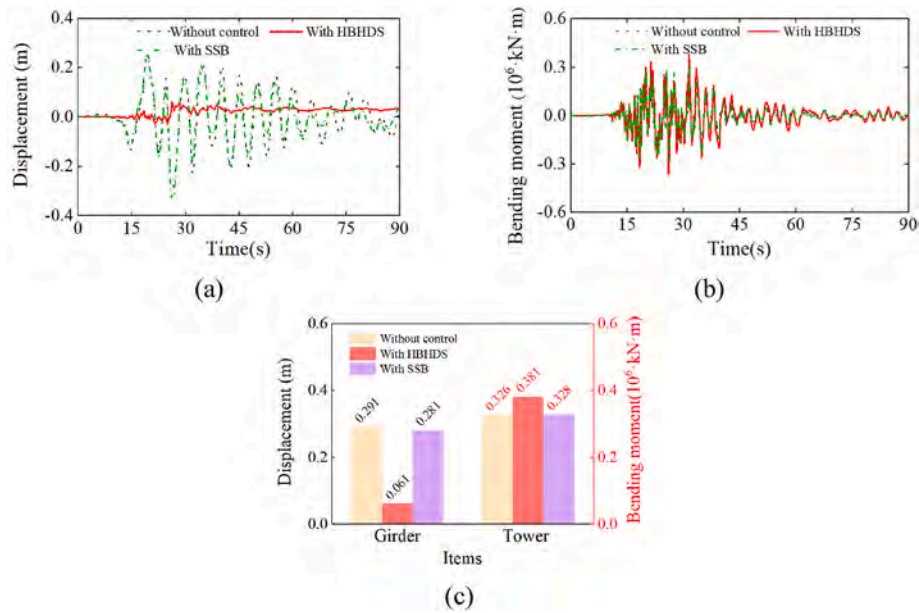 Without control With HBHDS
With SSB
Displacement (m)
0.4
0.2
0.0
-0.2
-0.4
0 15 30 45 60 75 90
Time(s)
(a)
Without control With HBHDS
With SSB
Bending moment (10⁶·kN·m)
0.6
0.3
0.0
-0.3
-0.6
0 15 30 45 60 75 90
Time(s)
(b)
Without control
With HBHDS
With SSB
Displacement (m)
0.6
0.4
0.2
0.0
0.291
0.061
0.281
0.326
0.381
0.328
0.6
0.4
0.2
0.0
Bending moment(10⁶·kN·m)
Girder Tower
Items
(c)